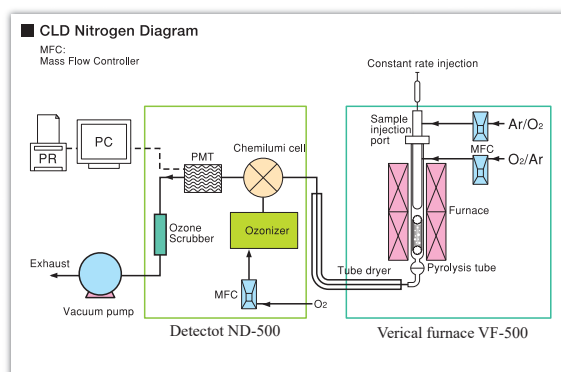 ■ CLD Nitrogen Diagram
MFC:
Mass Flow Controller
Constant rate injection
Sample
injection
port
Ar/O₂
MFC
O₂/Ar
PR
PC
PMT
Chemilumi cell
Furnace
Ozone
Scrubber
Ozonizer
Exhaust
Vacuum pump
MFC
O₂
Tube dryer
Pyrolysis tube
Detectot ND-500
Verical furnace VF-500